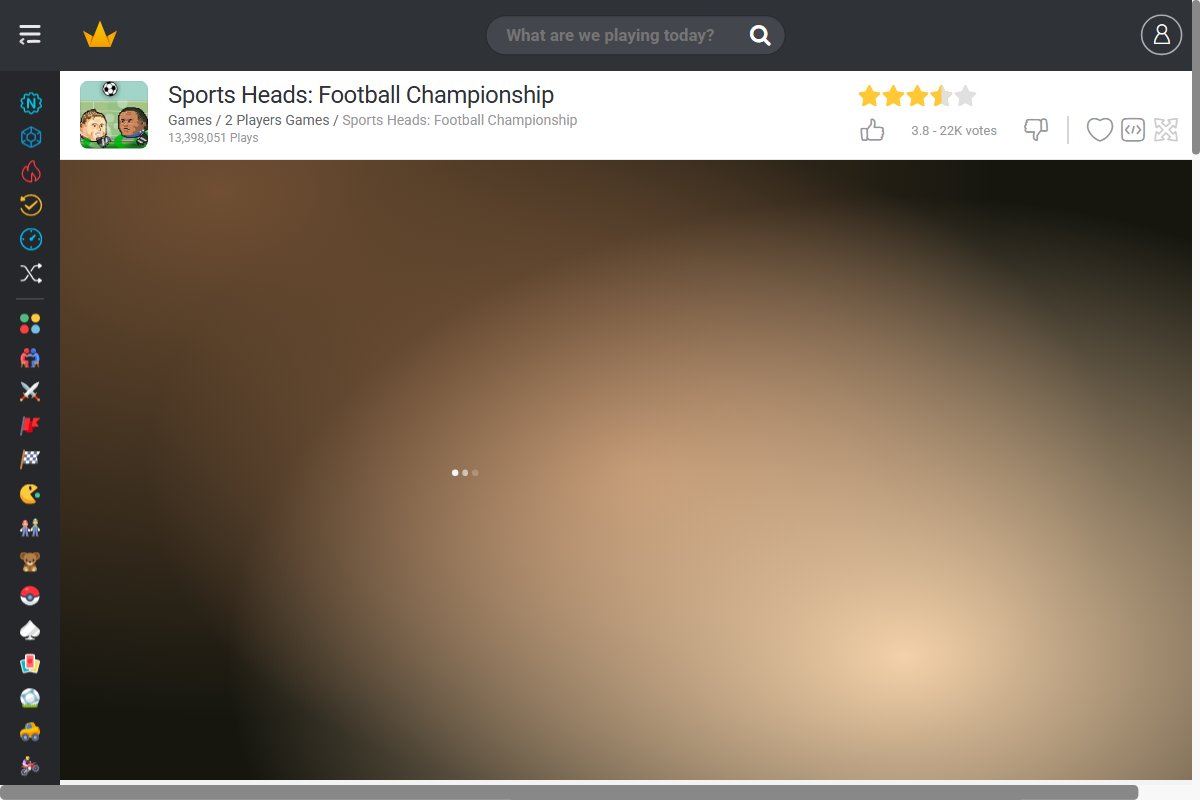 What are we playing today?
Sports Heads: Football Championship
Games / 2 Players Games / Sports Heads: Football Championship
13,398,051 Plays
3.8 - 22K votes
N